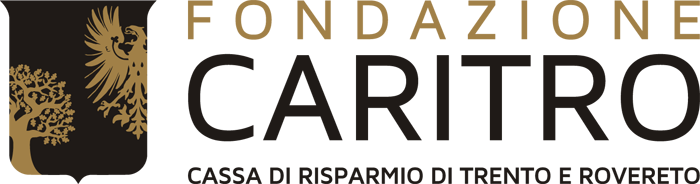 FONDAZIONE
CARITRO
CASSA DI RISPARMIO DI TRENTO E ROVERETO